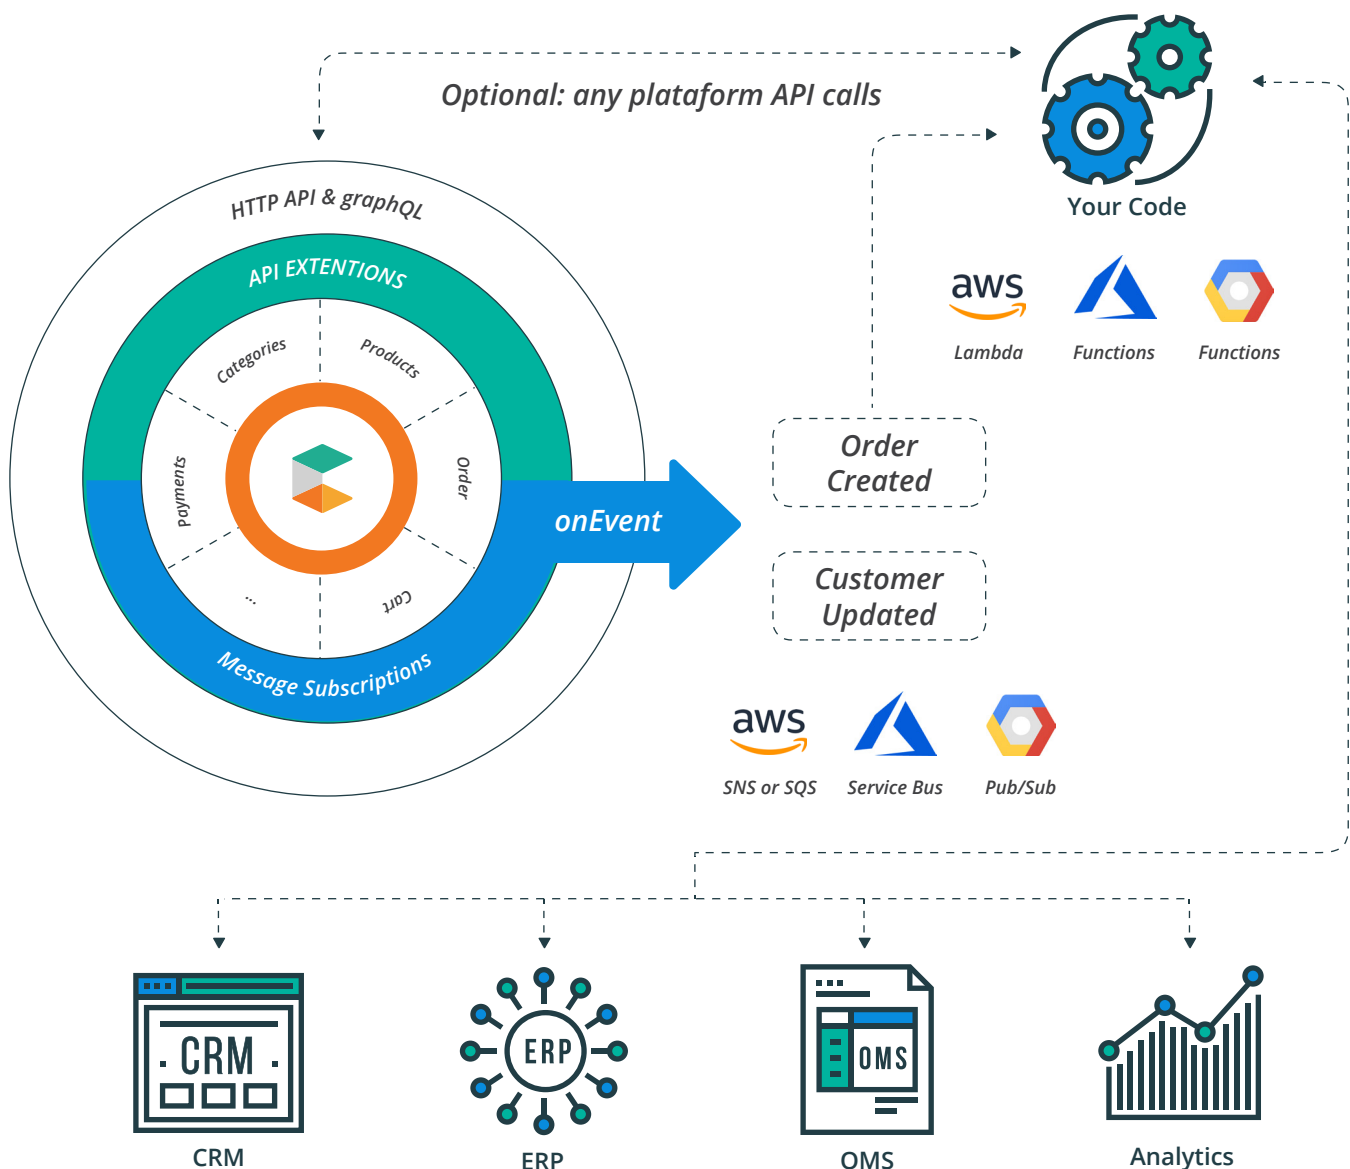 Optional: any plataform API calls
Your Code
HTTP API & graphQL
API EXTENTIONS
Categories
Products
Payments
Order
...
Cart
Message Subscriptions
onEvent
aws
Lambda
Functions
Functions
Order
Created
Customer
Updated
aws
SNS or SQS
Service Bus
Pub/Sub
CRM
ERP
OMS
CRM
ERP
OMS
Analytics